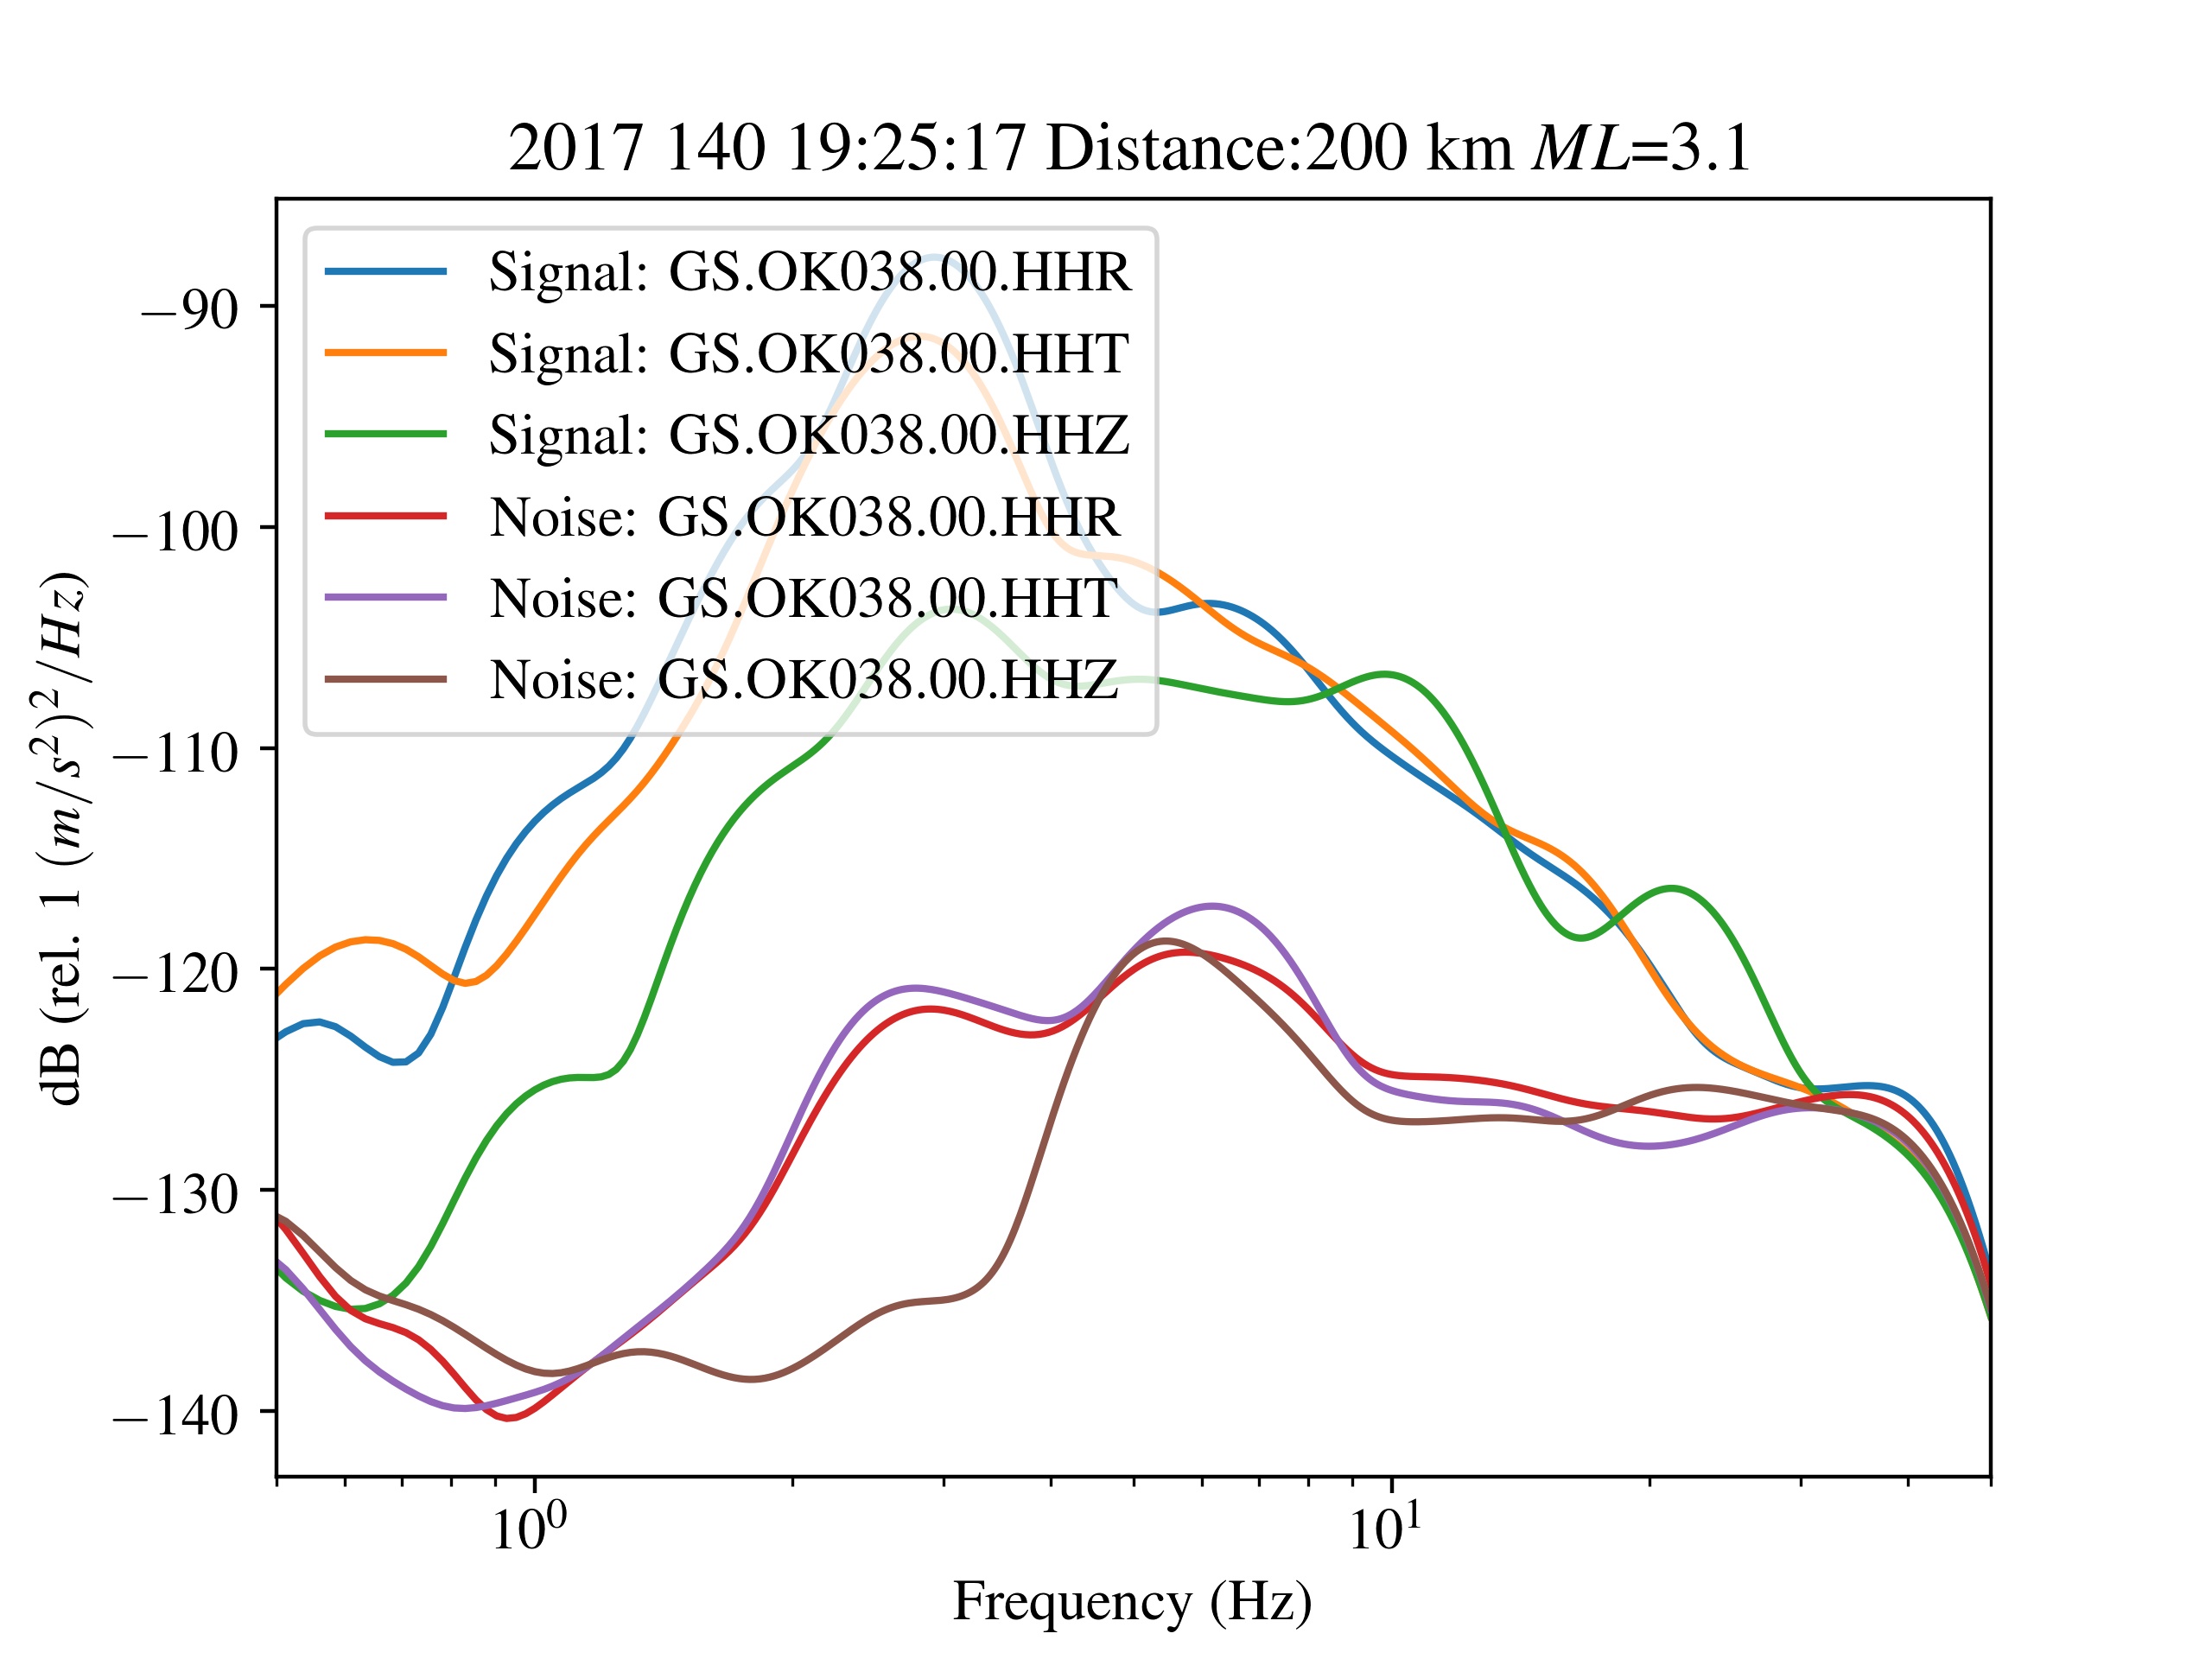 2017 140 19:25:17 Distance:200 km ML=3.1
Signal: GS.OK038.00.HHR
Signal: GS.OK038.00.HHT
Signal: GS.OK038.00.HHZ
Noise: GS.OK038.00.HHR
Noise: GS.OK038.00.HHT
Noise: GS.OK038.00.HHZ
dB (rel. 1 (m/s²)²/Hz)
−90
−100
−110
−120
−130
−140
10⁰
10¹
Frequency (Hz)